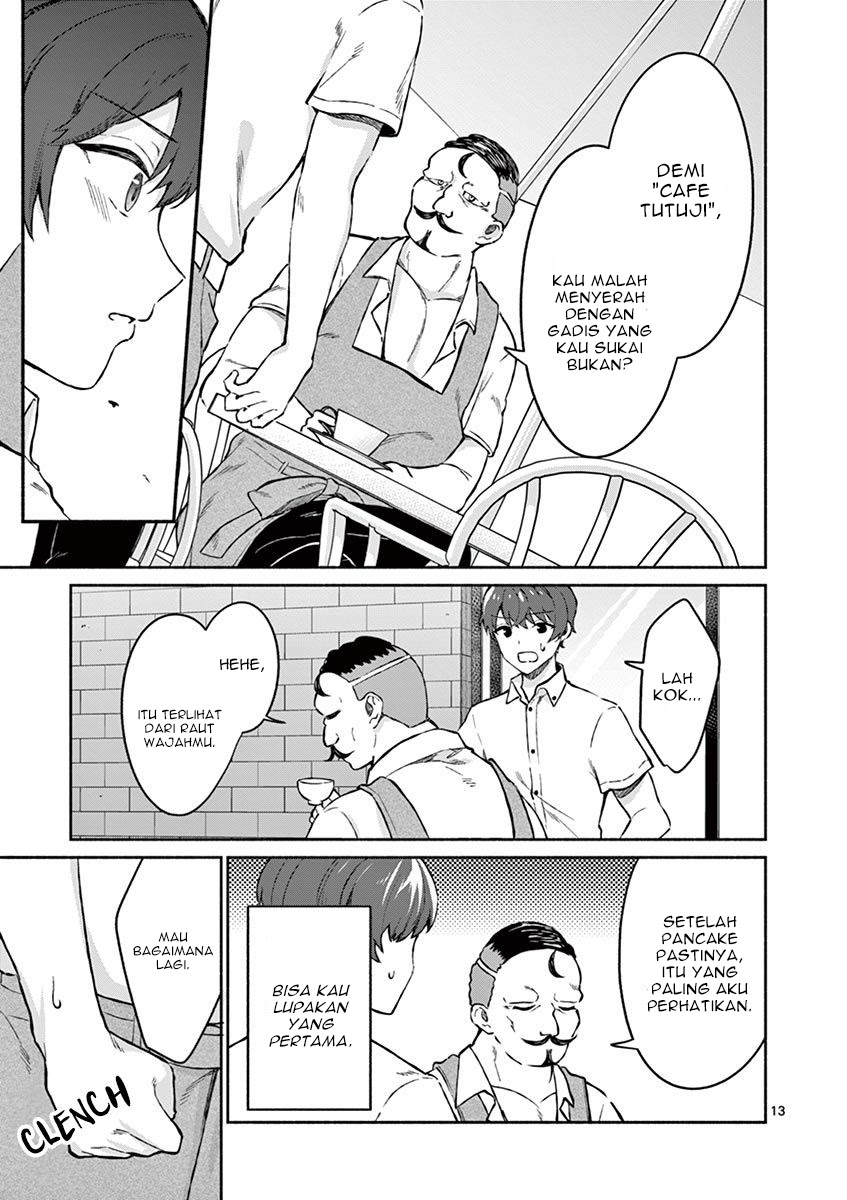 DEMI
"CAFE
TUTUJI",
KAU MALAH
MENYERAH
DENGAN
GADIS YANG
KAU SUKAI
BUKAN?
LAH
KOK...
HEHE,
ITU TERLIHAT
DARI RAUT
WAJAHMU.
SETELAH
PANCAKE
PASTINYA,
ITU YANG
PALING AKU
PERHATIKAN.
BISA KAU
LUPAKAN
YANG
PERTAMA.
MAU
BAGAIMANA
LAGI.
CLENCH
13